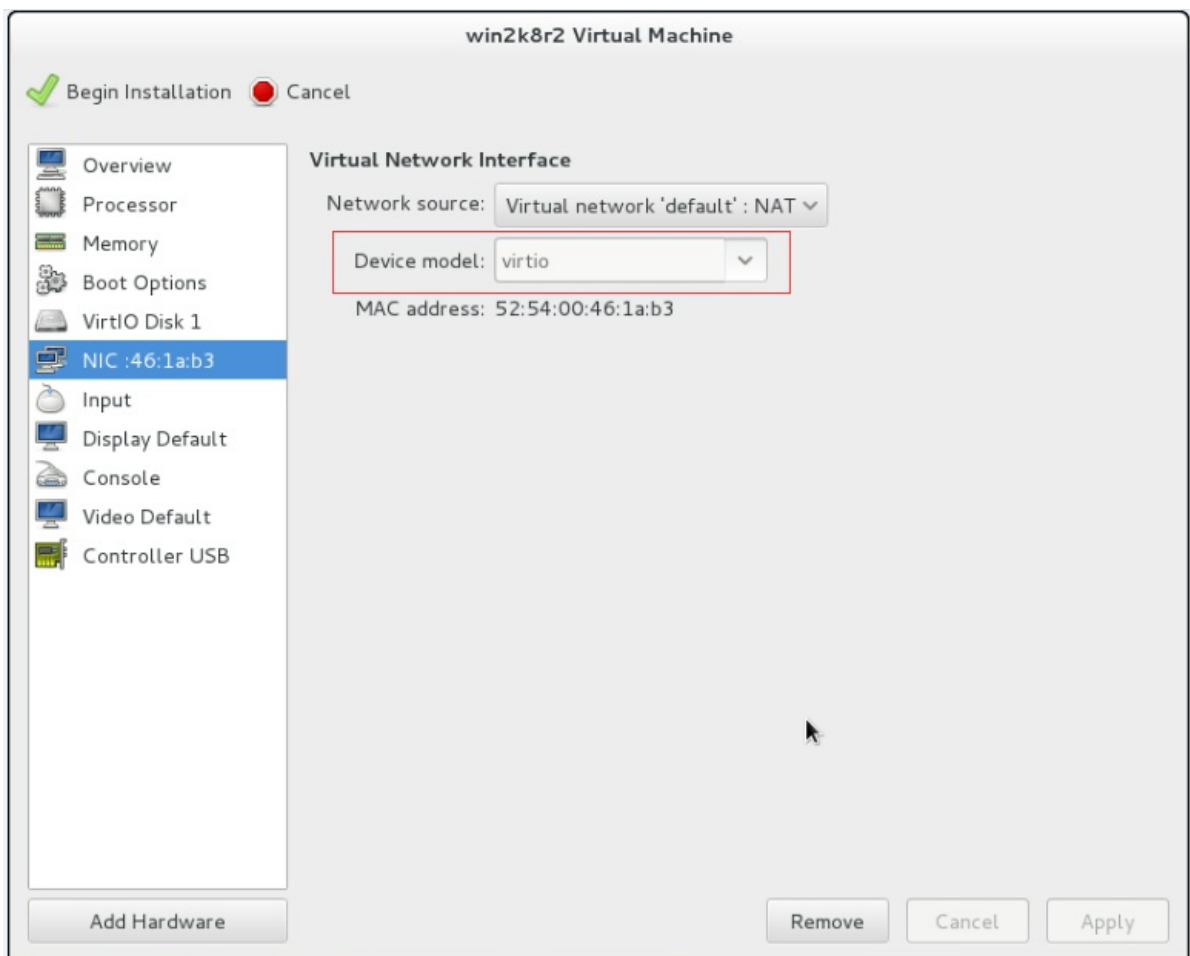 win2k8r2 Virtual Machine
Begin Installation Cancel
Overview
Processor
Memory
Boot Options
VirtIO Disk 1
NIC :46:1a:b3
Input
Display Default
Console
Video Default
Controller USB
Add Hardware
Virtual Network Interface
Network source: Virtual network 'default' : NAT
Device model: virtio
MAC address: 52:54:00:46:1a:b3
Remove Cancel Apply